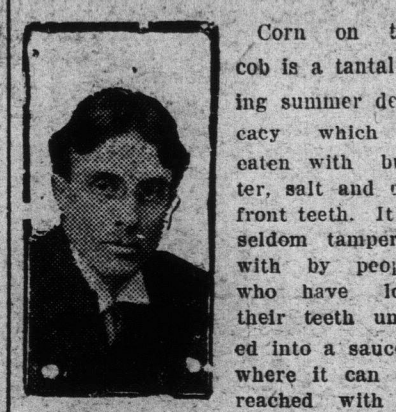 Corn on t
cob is a tantal
ing summer de
cacy which
eaten with bu
ter, salt and
front teeth. It
seldom tamper
with by peop
who have lo
their teeth un
ed into a sauc
where it can
reached with